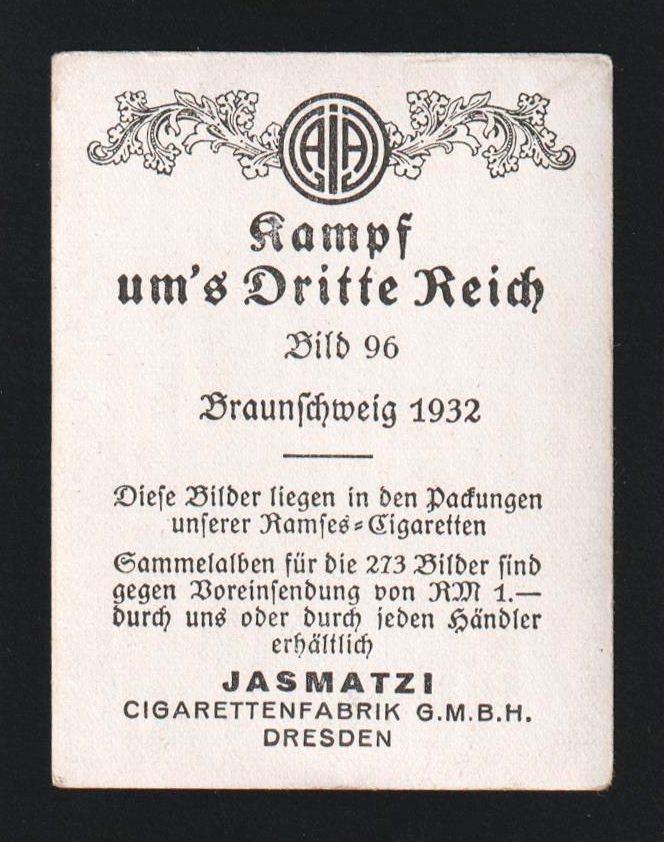 AJA
Kampf
um's Dritte Reich
Bild 96
Braunschweig 1932
Diese Bilder liegen in den Packungen
unserer Ramses=Cigaretten
Sammelalben für die 273 Bilder sind
gegen Voreinsendung von RM 1.—
durch uns oder durch jeden Händler
erhältlich
JASMATZI
CIGARETTENFABRIK G.M.B.H.
DRESDEN